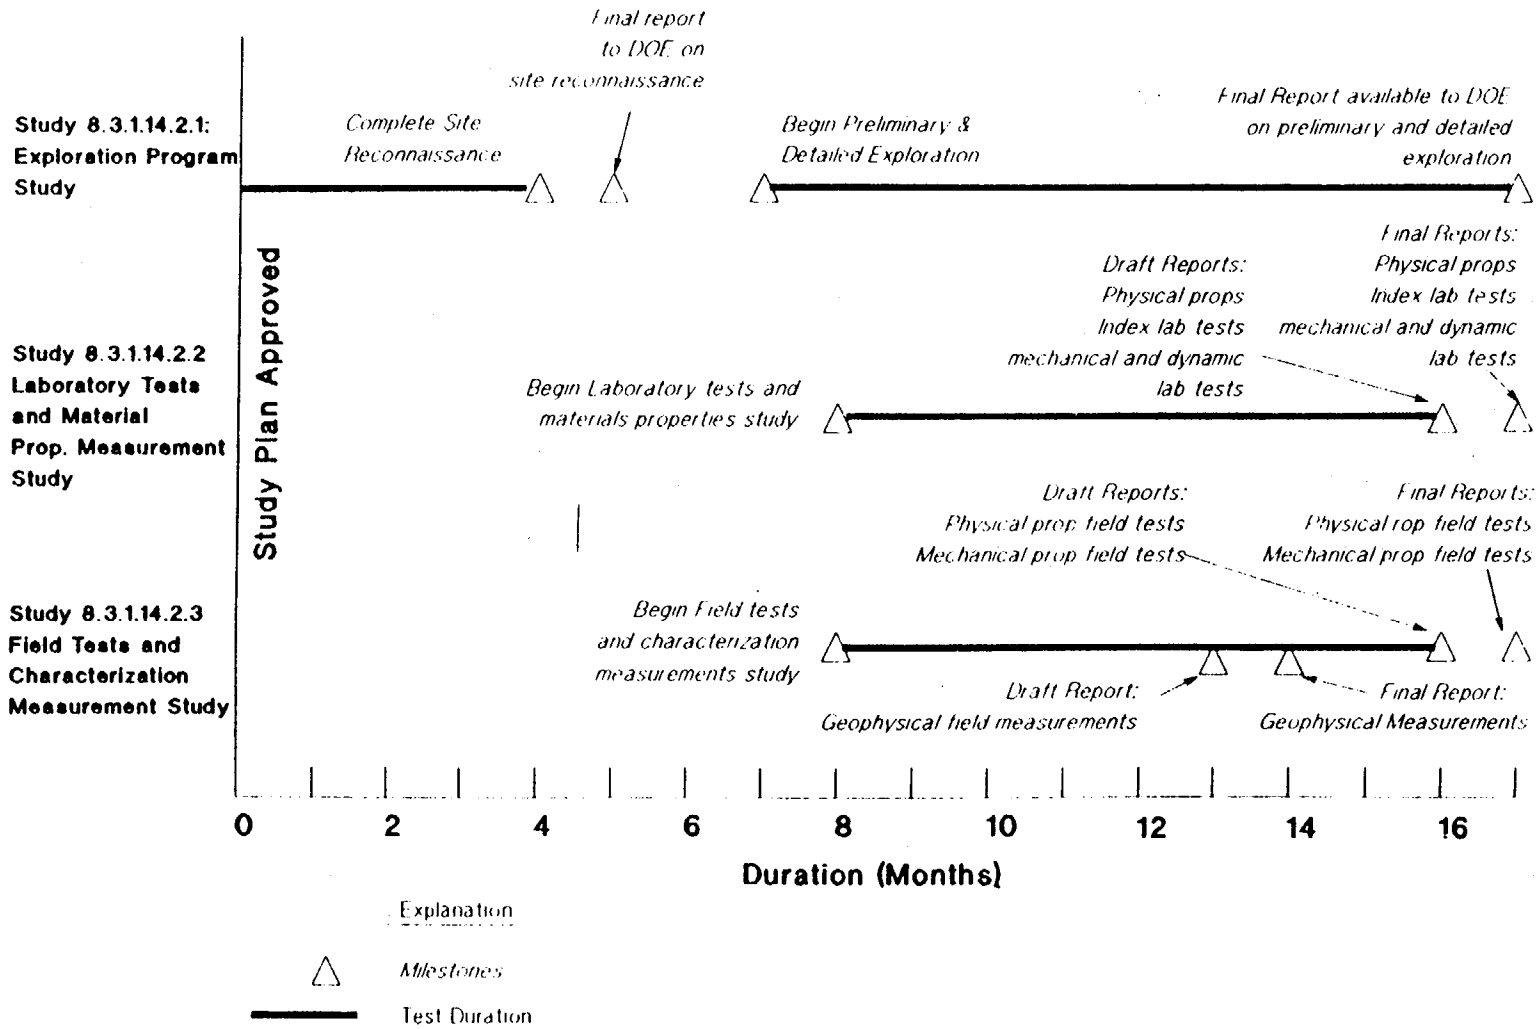 Final report
to DOE on
site reconnaissance
Study 8.3.1.14.2.1:
Exploration Program
Study
Complete Site
Reconnaissance
Begin Preliminary &
Detailed Exploration
Final Report available to DOE
on preliminary and detailed
exploration
Study Plan Approved
Study 8.3.1.14.2.2
Laboratory Tests
and Material
Prop. Measurement
Study
Begin Laboratory tests and
materials properties study
Draft Reports:
Physical props
Index lab tests
mechanical and dynamic
lab tests
Final Reports:
Physical props
Index lab tests
mechanical and dynamic
lab tests
Study 8.3.1.14.2.3
Field Tests and
Characterization
Measurement Study
Begin Field tests
and characterization
measurements study
Draft Reports:
Physical prop field tests
Mechanical prop field tests
Final Reports:
Physical rop field tests
Mechanical prop field tests
Draft Report:
Geophysical field measurements
Final Report:
Geophysical Measurements
0 2 4 6 8 10 12 14 16
Duration (Months)
Explanation
Milestones
Test Duration